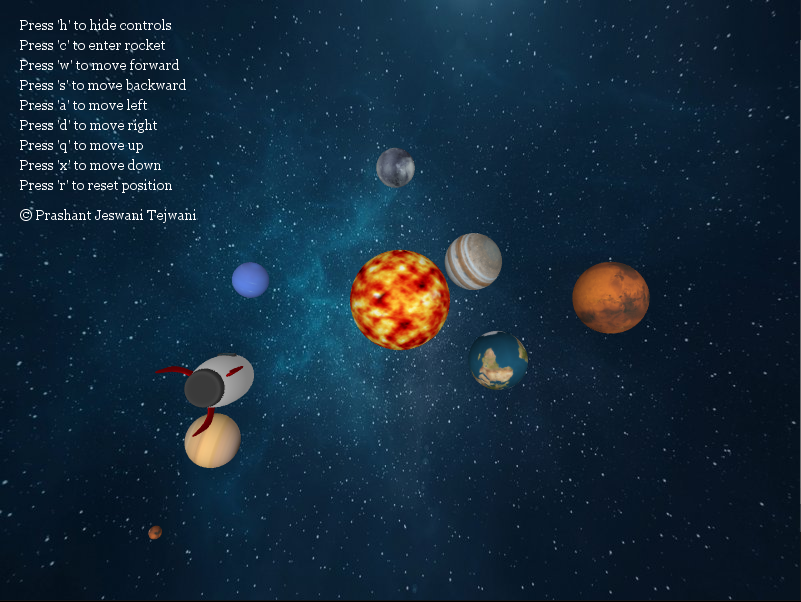 Press 'h' to hide controls
Press 'c' to enter rocket
Press 'w' to move forward
Press 's' to move backward
Press 'a' to move left
Press 'd' to move right
Press 'q' to move up
Press 'x' to move down
Press 'r' to reset position
© Prashant Jeswani Tejwani